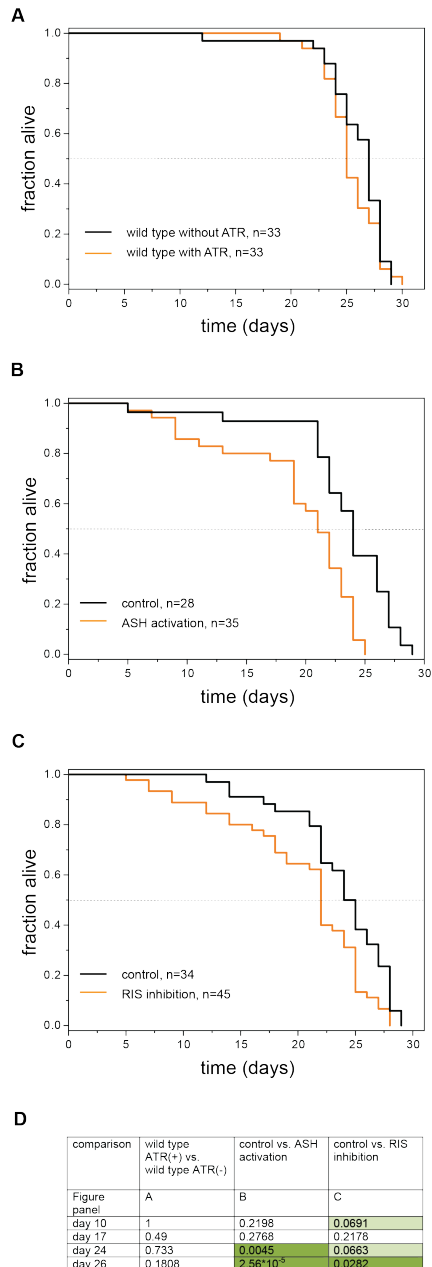 A
fraction alive
1.0
0.8
0.6
0.4
0.2
0.0
wild type without ATR, n=33
wild type with ATR, n=33
0 5 10 15 20 25 30
time (days)
B
fraction alive
1.0
0.8
0.6
0.4
0.2
0.0
control, n=28
ASH activation, n=35
0 5 10 15 20 25 30
time (days)
C
fraction alive
1.0
0.8
0.6
0.4
0.2
0.0
control, n=34
RIS inhibition, n=45
0 5 10 15 20 25 30
time (days)
D
comparison wild type control vs. ASH control vs. RIS
ATR(+) vs. activation inhibition
wild type ATR(-)
Figure A B C
panel
day 10 1 0.2198 0.0691
day 17 0.49 0.2768 0.2178
day 24 0.733 0.0045 0.0663
day 26 0.1808 2.56*10⁻⁵ 0.0282